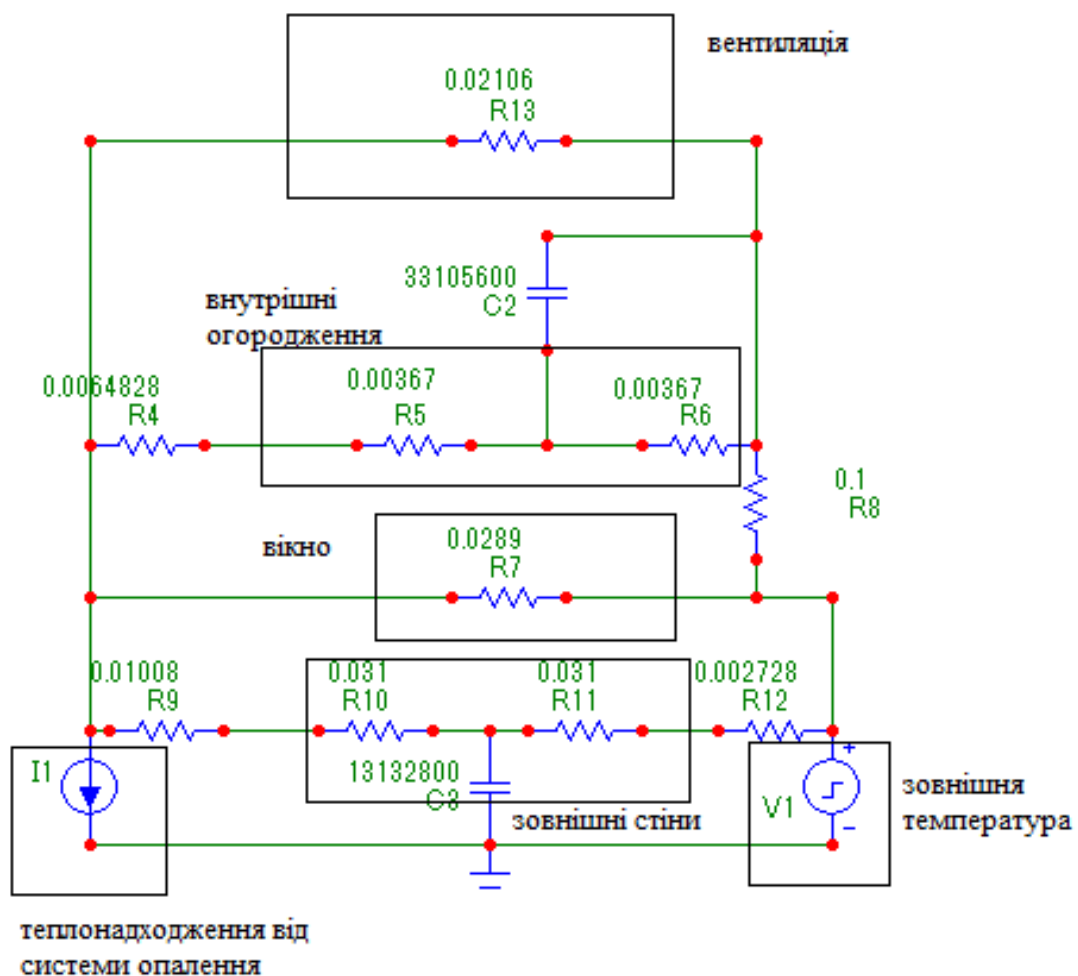 вентиляція
0.02106
R13
33105600
C2
внутрішні
огородження
0.0064828
R4
0.00367
R5
0.00367
R6
0.1
R8
вікно
0.0289
R7
0.01008
R9
0.031
R10
0.031
R11
0.002728
R12
I1
13132800
C3
зовнішні стіни
+
V1
−
зовнішня
температура
теплонадходження від
системи опалення